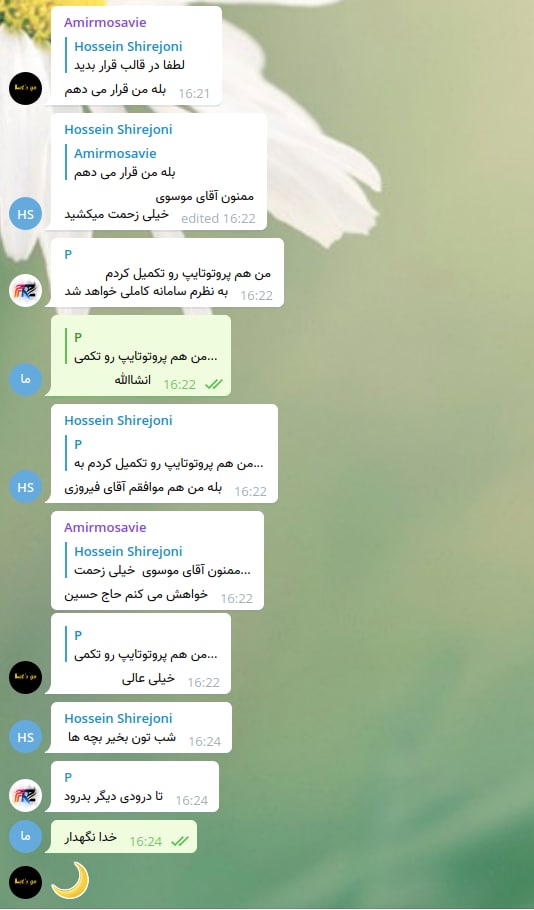 Amirmosavie
Hossein Shirejoni
لطفا در قالب قرار بدید
بله من قرار می دهم 16:21
Let's go
Hossein Shirejoni
Amirmosavie
بله من قرار می دهم
ممنون آقای موسوی
خیلی زحمت میکشید edited 16:22
HS
P
من هم پروتوتایپ رو تکمیل کردم
به نظرم سامانه کاملی خواهد شد 16:22
P
من هم پروتوتایپ رو تکمی...
انشاالله 16:22
ما
Hossein Shirejoni
P
من هم پروتوتایپ رو تکمیل کردم به...
بله من هم موافقم آقای فیروزی 16:22
HS
Amirmosavie
Hossein Shirejoni
ممنون آقای موسوی خیلی زحمت...
خواهش می کنم حاج حسین 16:22
P
من هم پروتوتایپ رو تکمی...
خیلی عالی 16:22
Let's go
Hossein Shirejoni
شب تون بخیر بچه ها 16:24
HS
P
تا درودی دیگر بدرود 16:24
خدا نگهدار 16:24
ما
Let's go